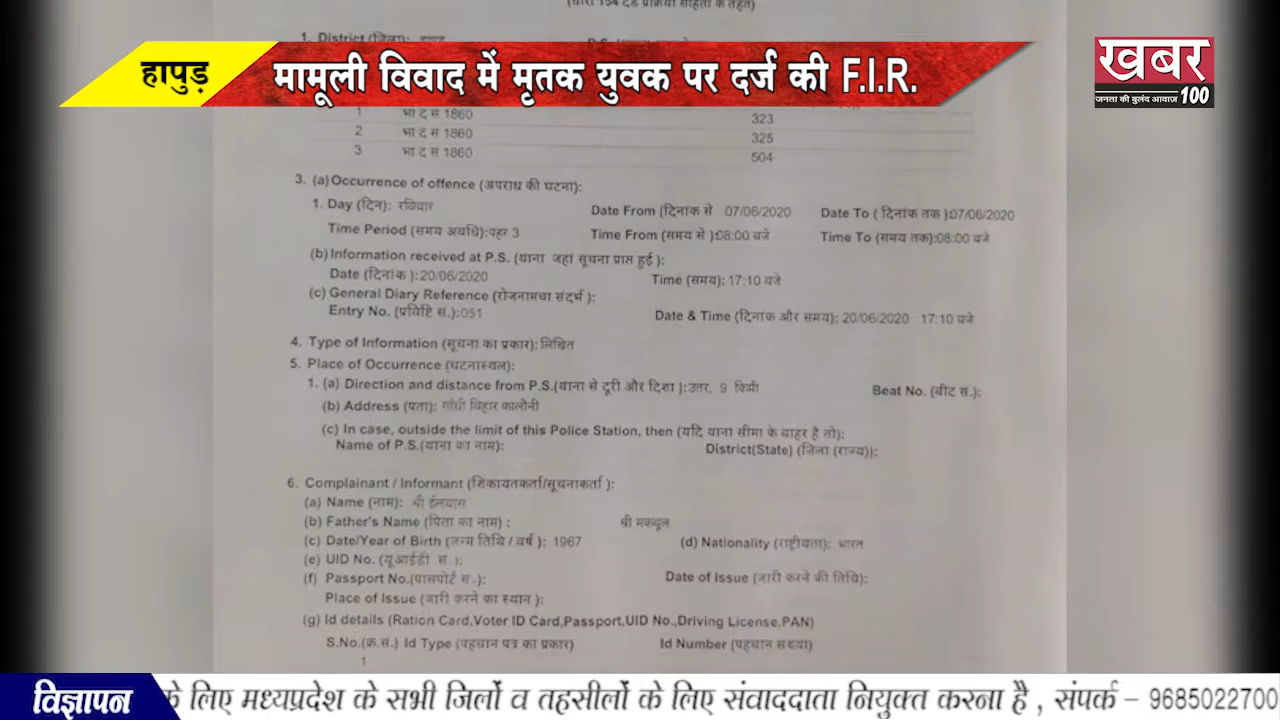 (धारा 154 दंड प्रक्रिया संहिता के तहत)
1. District (जिला):
हापुड़
मामूली विवाद में मृतक युवक पर दर्ज की F.I.R.
खबर
जनता की बुलंद आवाज़ 100
1 भा द सं 1860 323
2 भा द सं 1860 325
3 भा द सं 1860 504
3. (a) Occurrence of offence (अपराध की घटना):
1. Day (दिन): रविवार Date From (दिनांक से 07/06/2020 Date To ( दिनांक तक ):07/06/2020
Time Period (समय अवधि):पहर 3 Time From (समय से ):08:00 बजे Time To (समय तक):08:00 बजे
(b) Information received at P.S. (थाना जहां सूचना प्राप्त हुई ):
Date (दिनांक ): 20/06/2020 Time (समय): 17:10 बजे
(c) General Diary Reference (रोजनामचा संदर्भ ):
Entry No. (प्रविष्टि सं.):051 Date & Time (दिनांक और समय): 20/06/2020 17:10 बजे
4. Type of Information (सूचना का प्रकार): लिखित
5. Place of Occurrence (घटनास्थल):
1. (a) Direction and distance from P.S.(थाना से दूरी और दिशा ):उत्तर, 9 किमी Beat No. (बीट सं.):
(b) Address (पता): गाँधी विहार कालौनी
(c) In case, outside the limit of this Police Station, then (यदि थाना सीमा के बाहर है तो):
Name of P.S.(थाना का नाम): District(State) (जिला (राज्य)):
6. Complainant / Informant (शिकायतकर्ता/सूचनाकर्ता ):
(a) Name (नाम): श्री ईलयास
(b) Father's Name (पिता का नाम) : श्री मकबूल
(c) Date/Year of Birth (जन्म तिथि / वर्ष ): 1967 (d) Nationality (राष्ट्रीयता): भारत
(e) UID No. (यूआईडी सं.):
(f) Passport No.(पासपोर्ट सं.): Date of Issue (जारी करने की तिथि):
Place of Issue (जारी करने का स्थान ):
(g) Id details (Ration Card,Voter ID Card,Passport,UID No.,Driving License,PAN)
S.No.(क्र.सं.) Id Type (पहचान पत्र का प्रकार) Id Number (पहचान संख्या)
1
विज्ञापन के लिए मध्यप्रदेश के सभी जिलों व तहसीलों के लिए संवाददाता नियुक्त करना है , संपर्क – 9685022700